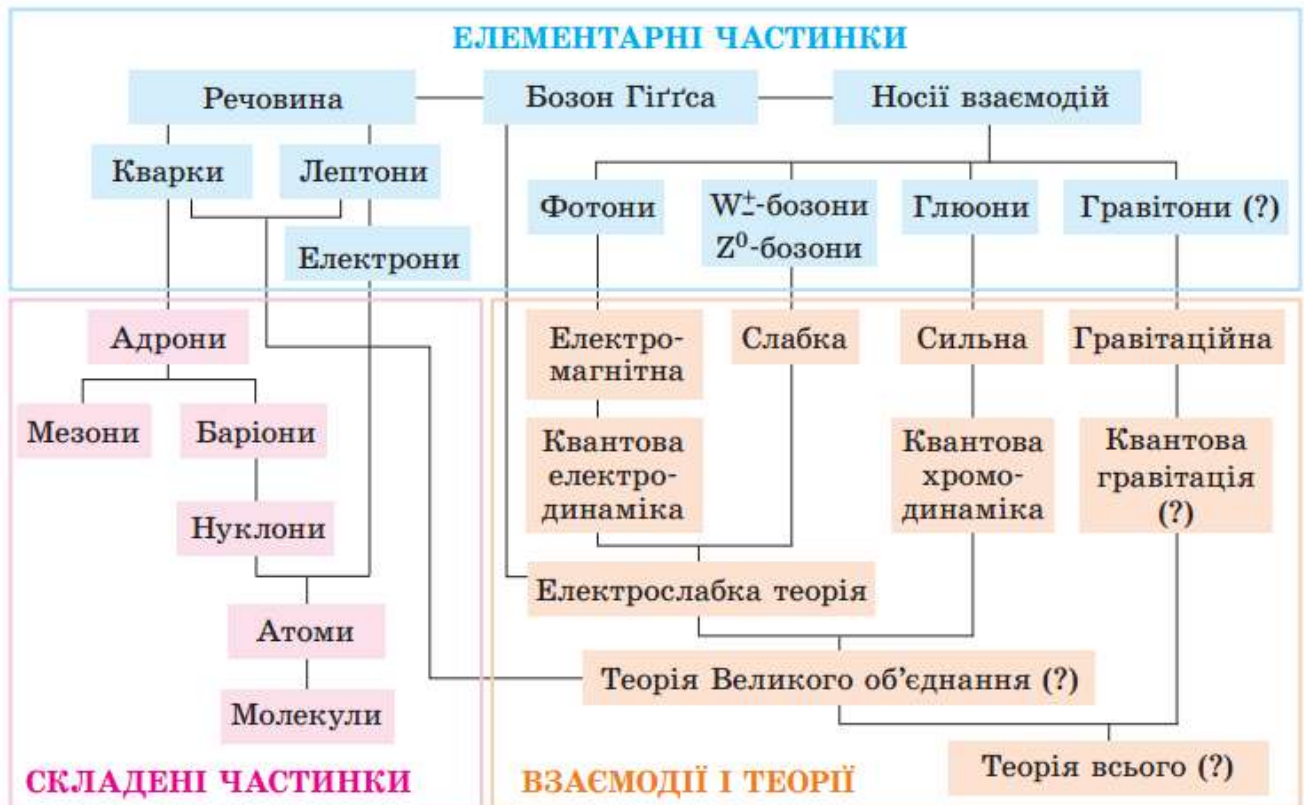 ЕЛЕМЕНТАРНІ ЧАСТИНКИ
Речовина
Бозон Гіґґса
Носії взаємодій
Кварки
Лептони
Електрони
Фотони
W±-бозони
Z⁰-бозони
Глюони
Гравітони (?)
Адрони
Мезони
Баріони
Нуклони
Атоми
Молекули
СКЛАДЕНІ ЧАСТИНКИ
Електро-
магнітна
Слабка
Сильна
Гравітаційна
Квантова
електро-
динаміка
Квантова
хромо-
динаміка
Квантова
гравітація
(?)
Електрослабка теорія
Теорія Великого об’єднання (?)
Теорія всього (?)
ВЗАЄМОДІЇ І ТЕОРІЇ